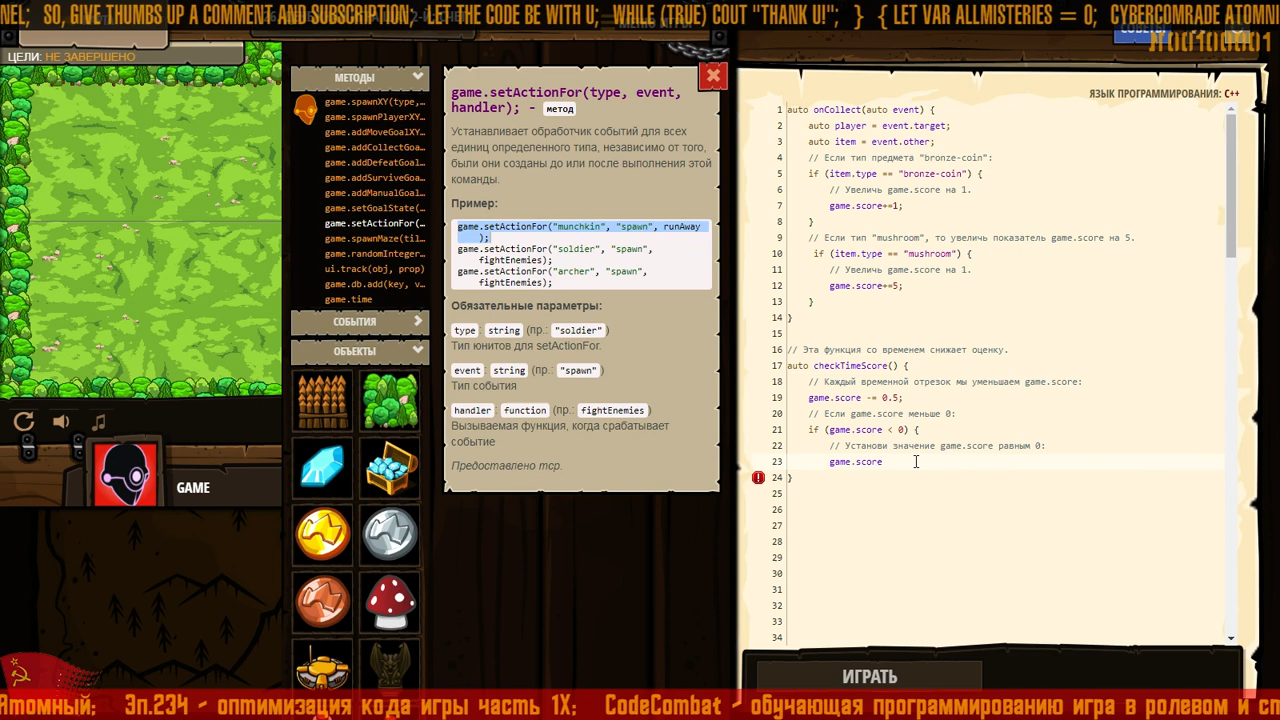 NEL;   SO, GIVE THUMBS UP A COMMENT AND SUBSCRIPTION;   LET THE CODE BE WITH U;   WHILE (TRUE) COUT "THANK U!";   }   { LET VAR ALLMISTERIES = 0;   CYBERCOMRADE ATOMNI
ЦЕЛИ: НЕ ЗАВЕРШЕНО
GAME
МЕТОДЫ
game.spawnXY(type,…
game.spawnPlayerXY…
game.addMoveGoalXY…
game.addCollectGoa…
game.addDefeatGoal…
game.addSurviveGoa…
game.addManualGoal…
game.setGoalState(…
game.setActionFor(…
game.spawnMaze(til…
game.randomInteger…
ui.track(obj, prop)
game.db.add(key, v…
game.time
СОБЫТИЯ
ОБЪЕКТЫ
game.setActionFor(type, event,
handler); - метод
Устанавливает обработчик событий для всех
единиц определенного типа, независимо от того,
были они созданы до или после выполнения этой
команды.
Пример:
game.setActionFor("munchkin", "spawn", runAway
);
game.setActionFor("soldier", "spawn",
fightEnemies);
game.setActionFor("archer", "spawn",
fightEnemies);
Обязательные параметры:
type: string (пр.: "soldier")
Тип юнитов для setActionFor.
event: string (пр.: "spawn")
Тип события
handler: function (пр.: fightEnemies)
Вызываемая функция, когда срабатывает
событие
Предоставлено тср.
ЯЗЫК ПРОГРАММИРОВАНИЯ: C++
1 auto onCollect(auto event) {
2 auto player = event.target;
3 auto item = event.other;
4 // Если тип предмета "bronze-coin":
5 if (item.type == "bronze-coin") {
6 // Увеличь game.score на 1.
7 game.score+=1;
8 }
9 // Если тип "mushroom", то увеличь показатель game.score на 5.
10 if (item.type == "mushroom") {
11 // Увеличь game.score на 1.
12 game.score+=5;
13 }
14 }
15
16 // Эта функция со временем снижает оценку.
17 auto checkTimeScore() {
18 // Каждый временной отрезок мы уменьшаем game.score:
19 game.score -= 0.5;
20 // Если game.score меньше 0:
21 if (game.score < 0) {
22 // Установи значение game.score равным 0:
23 game.score
24 }
25
26
27
28
29
30
31
32
33
34
ИГРАТЬ
Атомный;   Эп.234 - оптимизация кода игры часть 1X;   CodeCombat - обучающая программированию игра в ролевом и сп